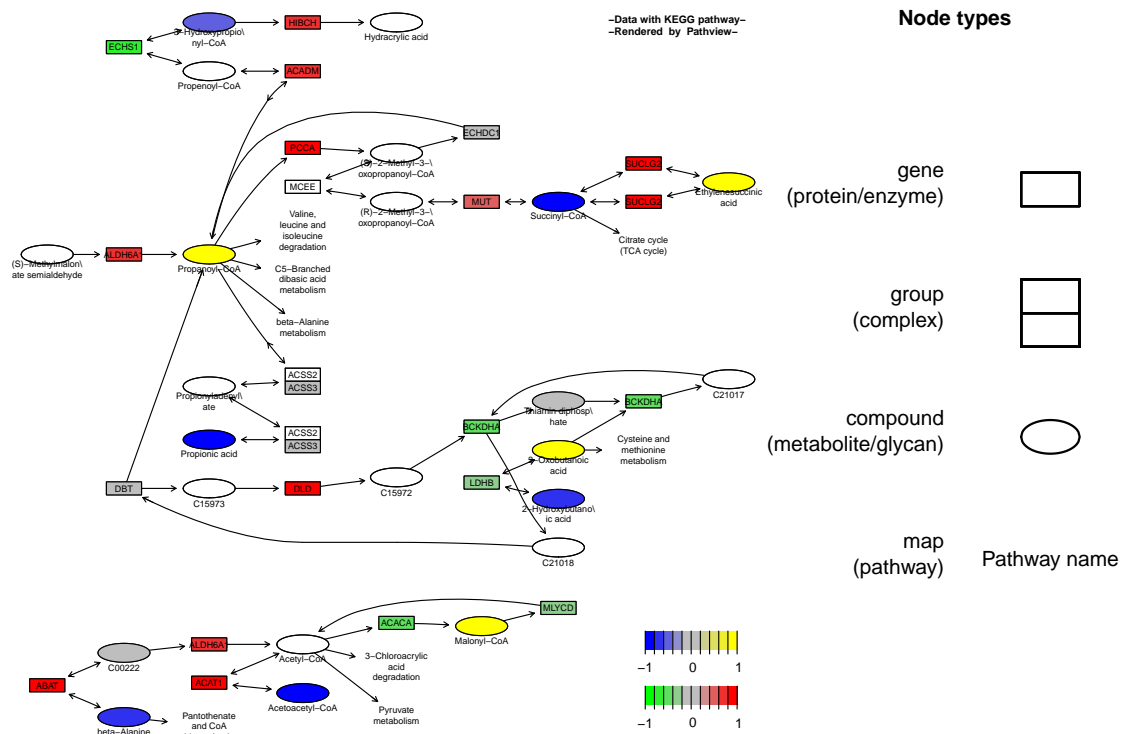 −Data with KEGG pathway−
−Rendered by Pathview−
Node types
gene
(protein/enzyme)
group
(complex)
compound
(metabolite/glycan)
map
(pathway)
Pathway name
3−Hydroxypropio\
nyl−CoA
HIBCH
Hydracrylic acid
ECHS1
Propenoyl−CoA
ACADM
ECHDC1
PCCA
(S)−2−Methyl−3−\
oxopropanoyl−CoA
MCEE
(R)−2−Methyl−3−\
oxopropanoyl−CoA
MUT
Succinyl−CoA
SUCLG2
SUCLG2
Ethylenesuccinic
acid
Citrate cycle
(TCA cycle)
Valine,
leucine and
isoleucine
degradation
(S)−Methylmalon\
ate semialdehyde
ALDH6A1
Propanoyl−CoA
C5−Branched
dibasic acid
metabolism
beta−Alanine
metabolism
ACSS2
ACSS3
Propionyladenyl\
ate
ACSS2
ACSS3
Propionic acid
C21017
Thiamin diphosp\
hate
BCKDHA
BCKDHA
2−Oxobutanoic
acid
Cysteine and
methionine
metabolism
LDHB
2−Hydroxybutano\
ic acid
DBT
C15973
DLD
C15972
C21018
MLYCD
ACACA
Malonyl−CoA
C00222
ALDH6A1
Acetyl−CoA
3−Chloroacrylic
acid
degradation
ABAT
ACAT1
Acetoacetyl−CoA
Pyruvate
metabolism
beta−Alanine
Pantothenate
and CoA
−1 0 1
−1 0 1